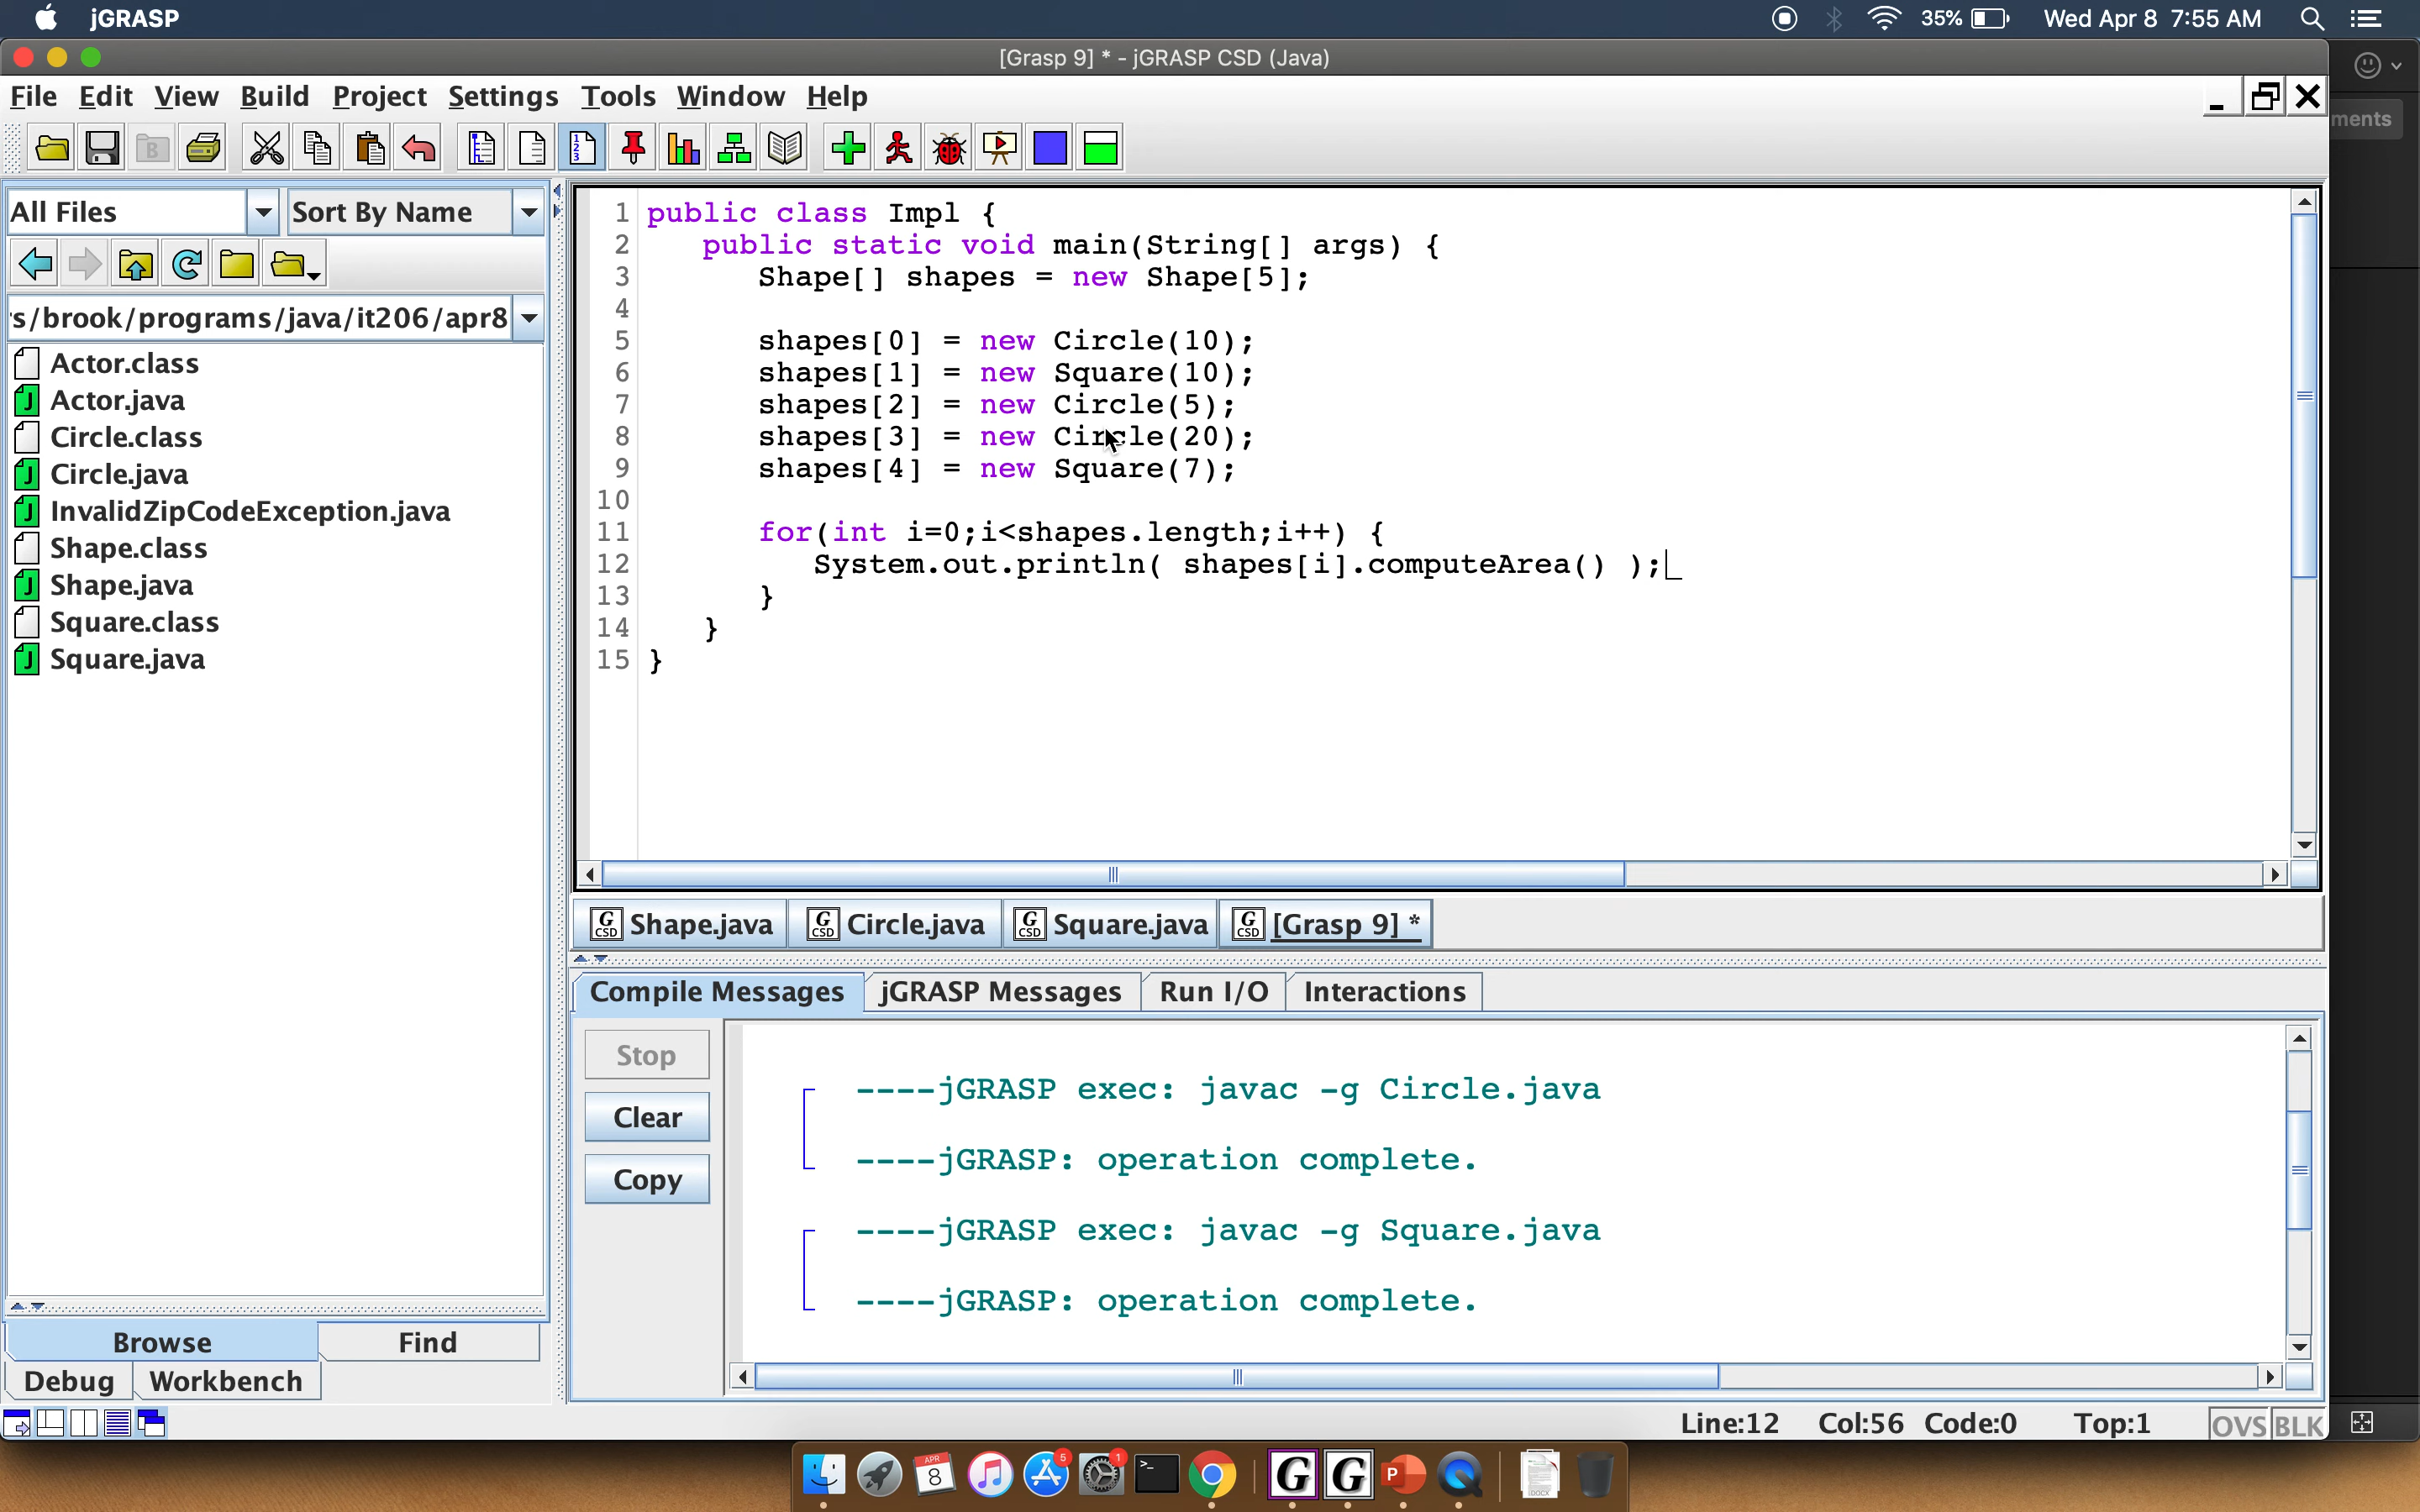 jGRASP 35% Wed Apr 8 7:55 AM
[Grasp 9] * - jGRASP CSD (Java)
File Edit View Build Project Settings Tools Window Help
ments
All Files Sort By Name
s/brook/programs/java/it206/apr8
Actor.class
Actor.java
Circle.class
Circle.java
InvalidZipCodeException.java
Shape.class
Shape.java
Square.class
Square.java
1 public class Impl {
2 public static void main(String[] args) {
3 Shape[] shapes = new Shape[5];
4
5 shapes[0] = new Circle(10);
6 shapes[1] = new Square(10);
7 shapes[2] = new Circle(5);
8 shapes[3] = new Circle(20);
9 shapes[4] = new Square(7);
10
11 for(int i=0;i<shapes.length;i++) {
12 System.out.println( shapes[i].computeArea() );
13 }
14 }
15 }
Shape.java Circle.java Square.java [Grasp 9] *
Compile Messages jGRASP Messages Run I/O Interactions
Stop
Clear
Copy
----jGRASP exec: javac -g Circle.java
----jGRASP: operation complete.
----jGRASP exec: javac -g Square.java
----jGRASP: operation complete.
Browse Find
Debug Workbench
Line:12 Col:56 Code:0 Top:1 OVS BLK
APR 8 5 1